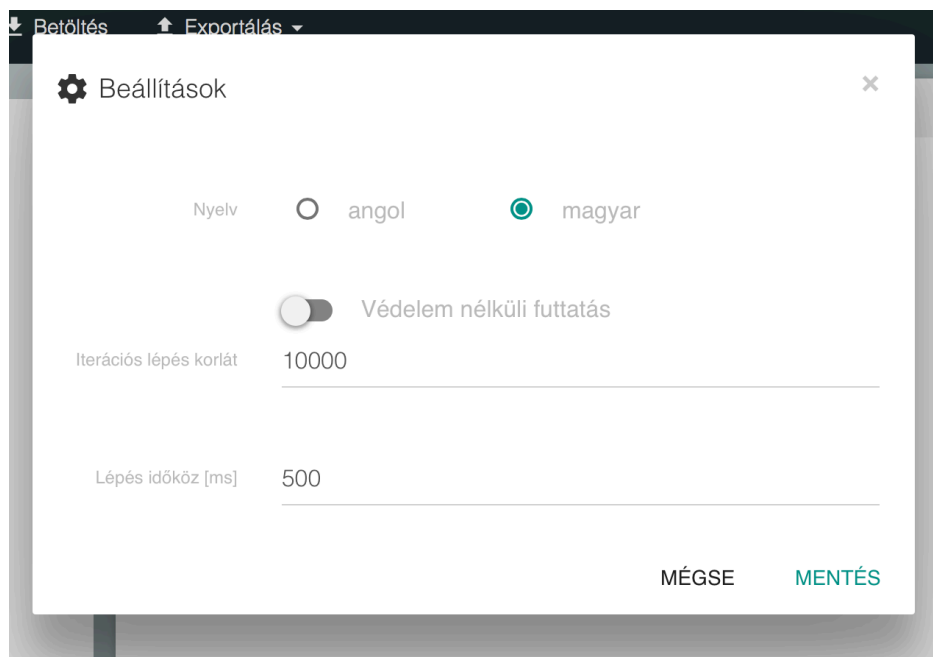 Betöltés Exportálás
Beállítások ×
Nyelv angol magyar
Védelem nélküli futtatás
Iterációs lépés korlát 10000
Lépés időköz [ms] 500
MÉGSE MENTÉS